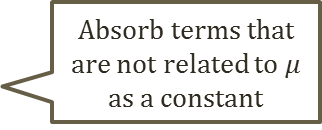 Absorb terms that
are not related to 𝜇
as a constant